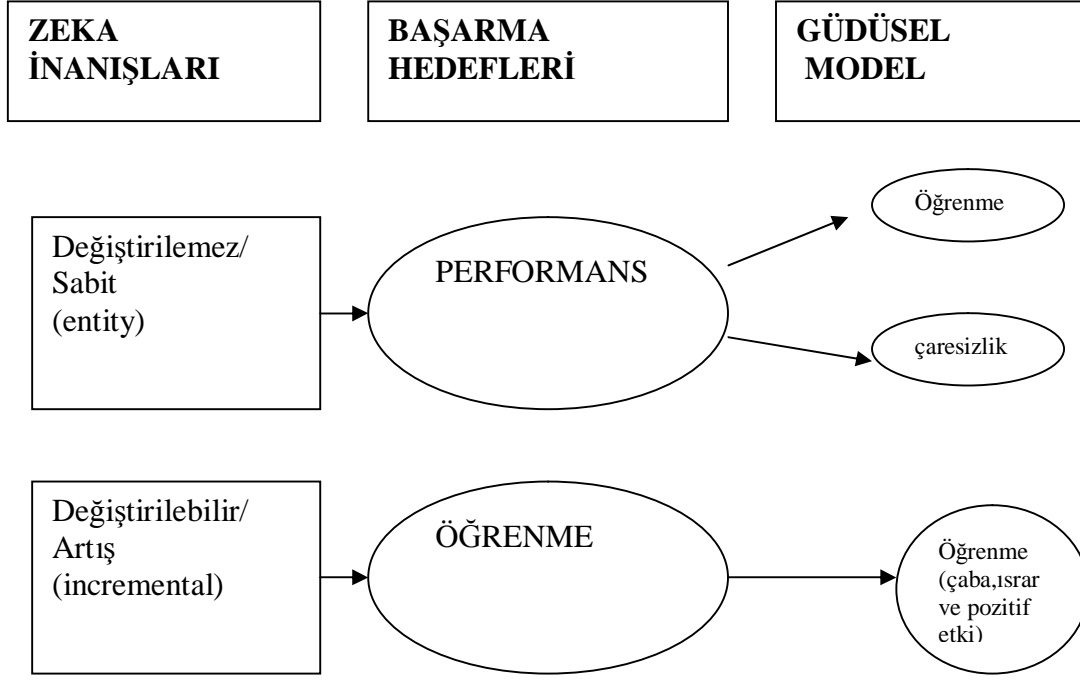 ZEKA
İNANIŞLARI
BAŞARMA
HEDEFLERİ
GÜDÜSEL
MODEL
Değiştirilemez/
Sabit
(entity)
PERFORMANS
Öğrenme
çaresizlik
Değiştirilebilir/
Artış
(incremental)
ÖĞRENME
Öğrenme
(çaba,ısrar
ve pozitif
etki)